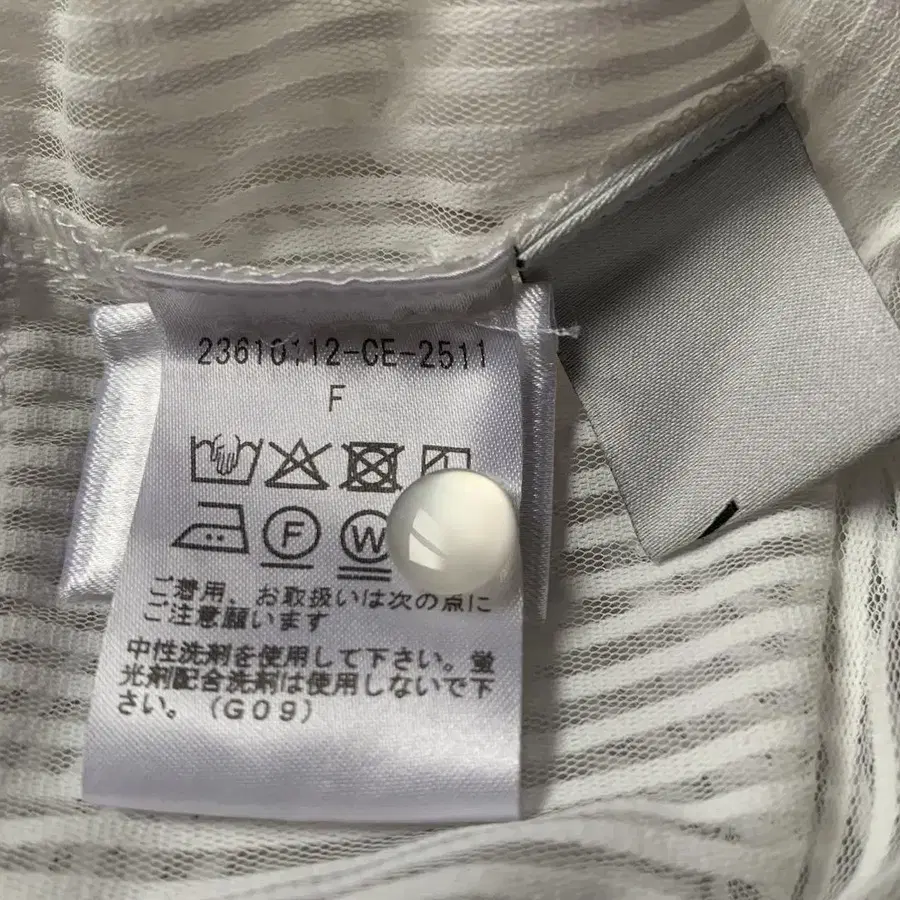 23610112-CE-2511
F
F W
ご着用、お取扱いは次の点に
ご注意願います
中性洗剤を使用して下さい。蛍
光剤配合洗剤は使用しないで下
さい。（G09）